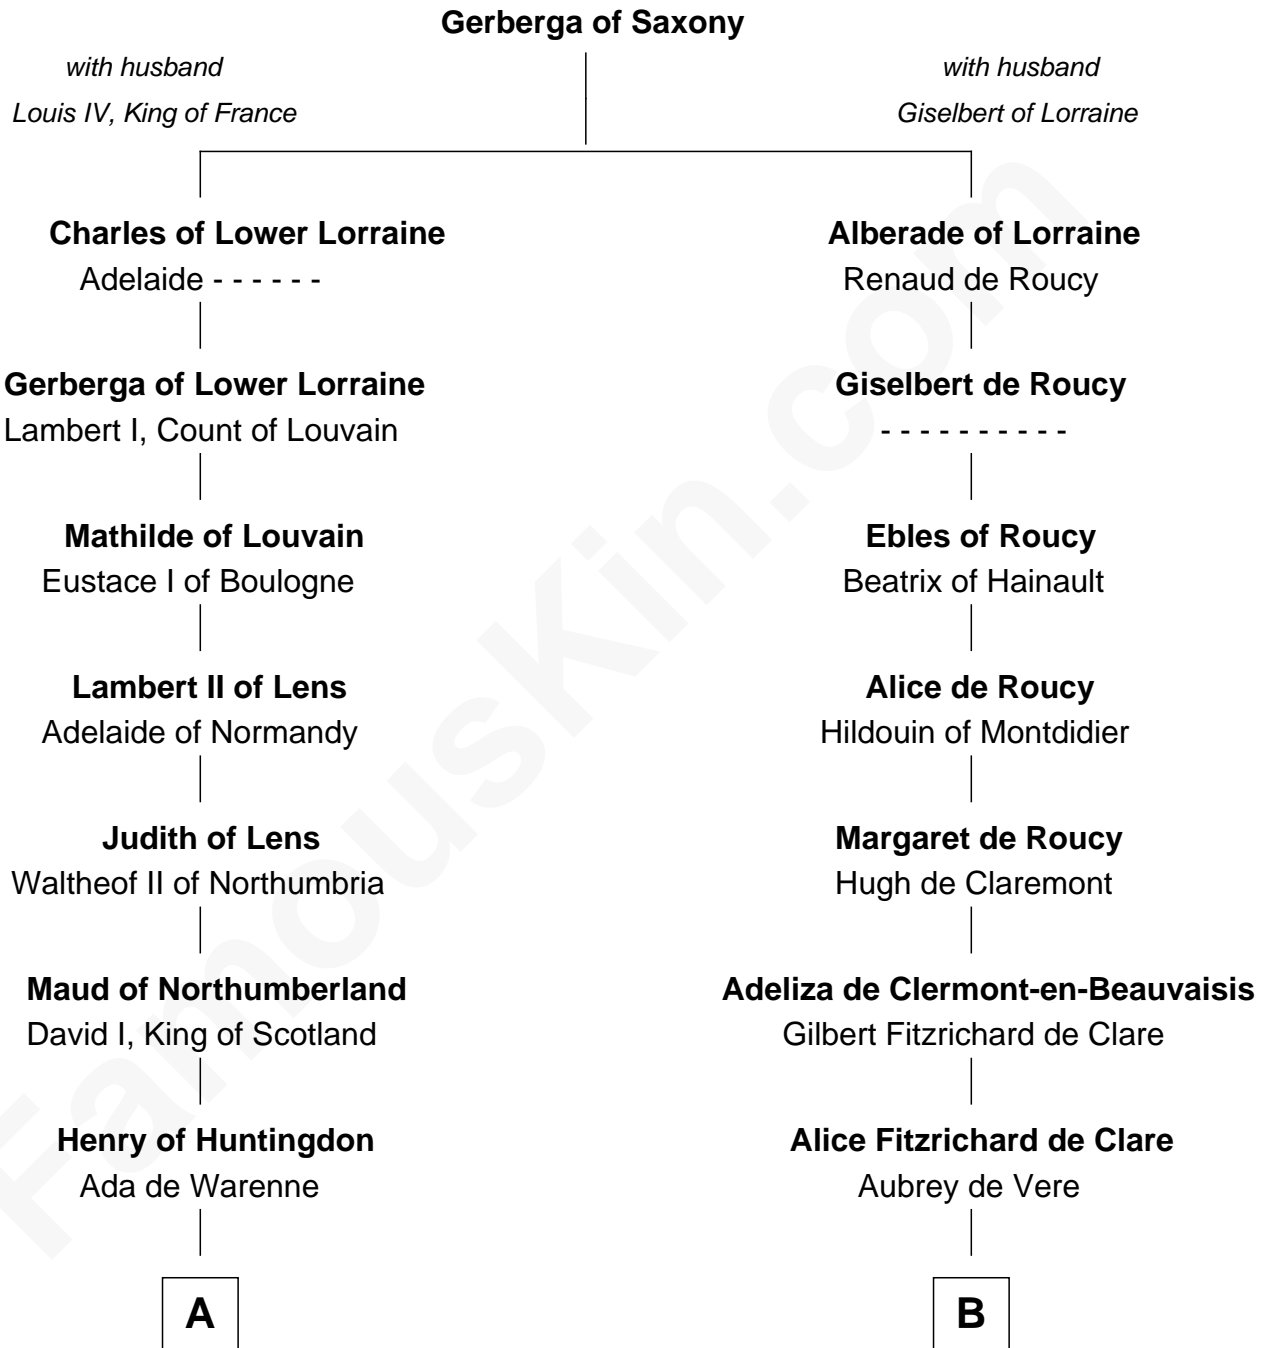 Gerberga of Saxony
with husband
Louis IV, King of France
with husband
Giselbert of Lorraine
Charles of Lower Lorraine
Adelaide - - - - - -
Alberade of Lorraine
Renaud de Roucy
Gerberga of Lower Lorraine
Lambert I, Count of Louvain
Giselbert de Roucy
- - - - - - - - - -
Mathilde of Louvain
Eustace I of Boulogne
Ebles of Roucy
Beatrix of Hainault
Lambert II of Lens
Adelaide of Normandy
Alice de Roucy
Hildouin of Montdidier
Judith of Lens
Waltheof II of Northumbria
Margaret de Roucy
Hugh de Claremont
Maud of Northumberland
David I, King of Scotland
Adeliza de Clermont-en-Beauvaisis
Gilbert Fitzrichard de Clare
Henry of Huntingdon
Ada de Warenne
Alice Fitzrichard de Clare
Aubrey de Vere
A
B
FamousKin.com